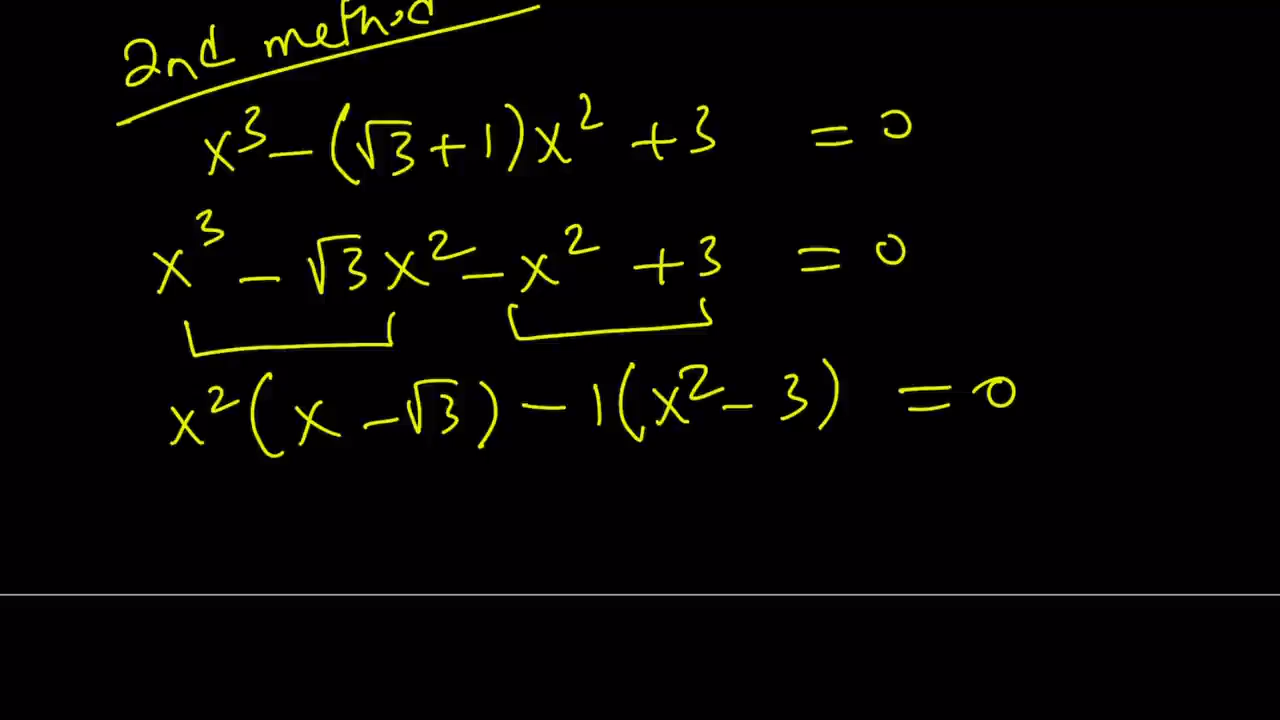 2nd method
x³ - (√3 + 1)x² + 3 = 0
x³ - √3x² - x² + 3 = 0
x²(x - √3) - 1(x² - 3) = 0